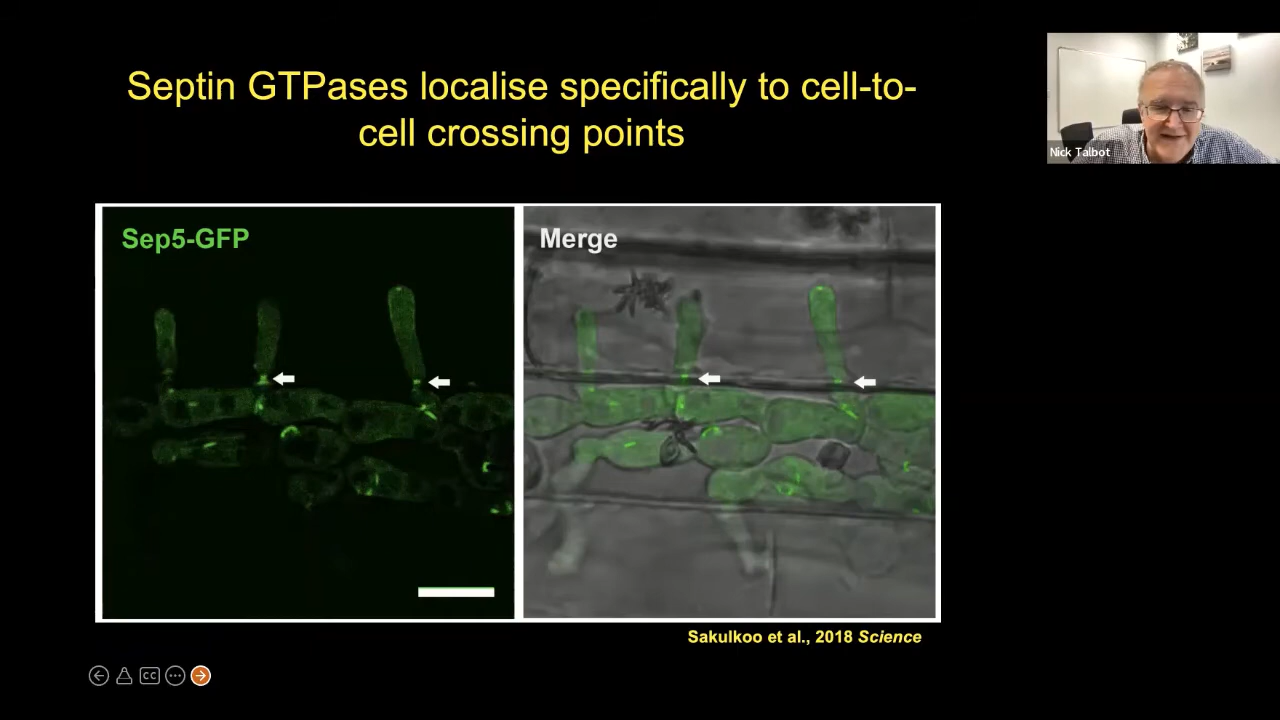 Septin GTPases localise specifically to cell-to-
cell crossing points
Nick Talbot
Sep5-GFP
Merge
Sakulkoo et al., 2018 Science
CC